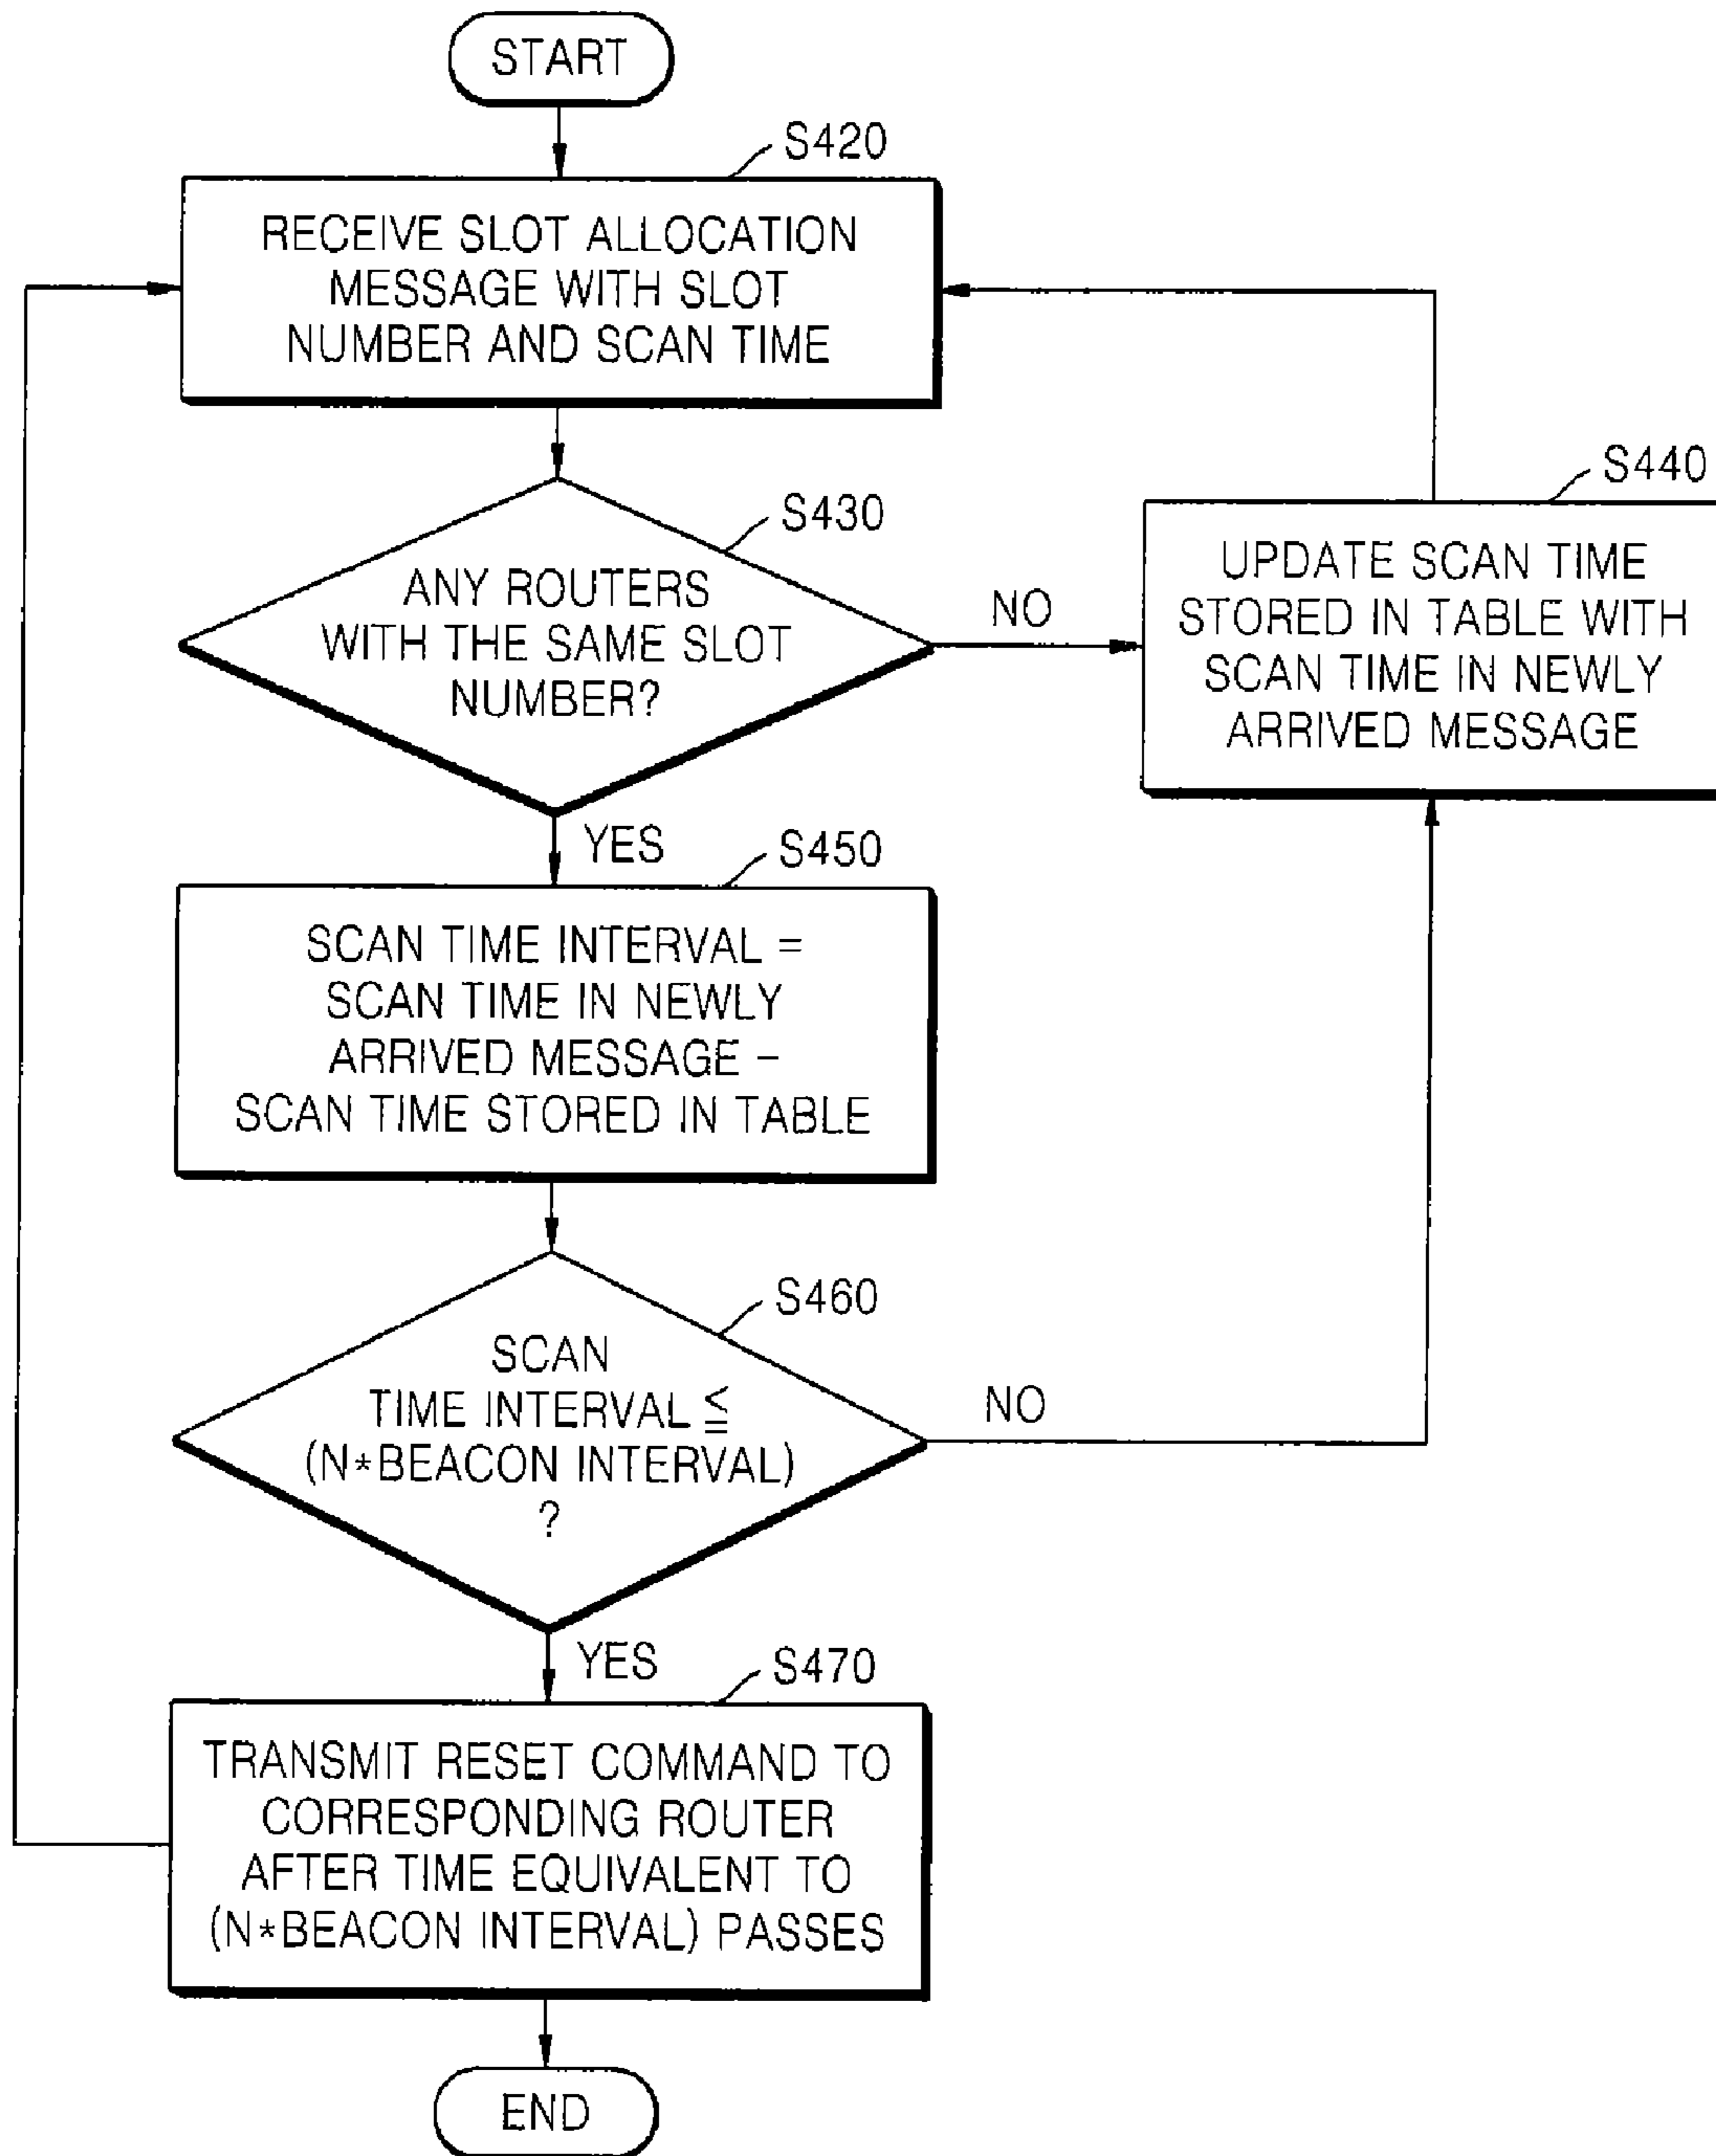 START
S420
RECEIVE SLOT ALLOCATION
MESSAGE WITH SLOT
NUMBER AND SCAN TIME
S430
ANY ROUTERS
WITH THE SAME SLOT
NUMBER?
NO
S440
UPDATE SCAN TIME
STORED IN TABLE WITH
SCAN TIME IN NEWLY
ARRIVED MESSAGE
YES
S450
SCAN TIME INTERVAL =
SCAN TIME IN NEWLY
ARRIVED MESSAGE –
SCAN TIME STORED IN TABLE
S460
SCAN
TIME INTERVAL ≦
(N*BEACON INTERVAL)
?
NO
YES
S470
TRANSMIT RESET COMMAND TO
CORRESPONDING ROUTER
AFTER TIME EQUIVALENT TO
(N*BEACON INTERVAL) PASSES
END